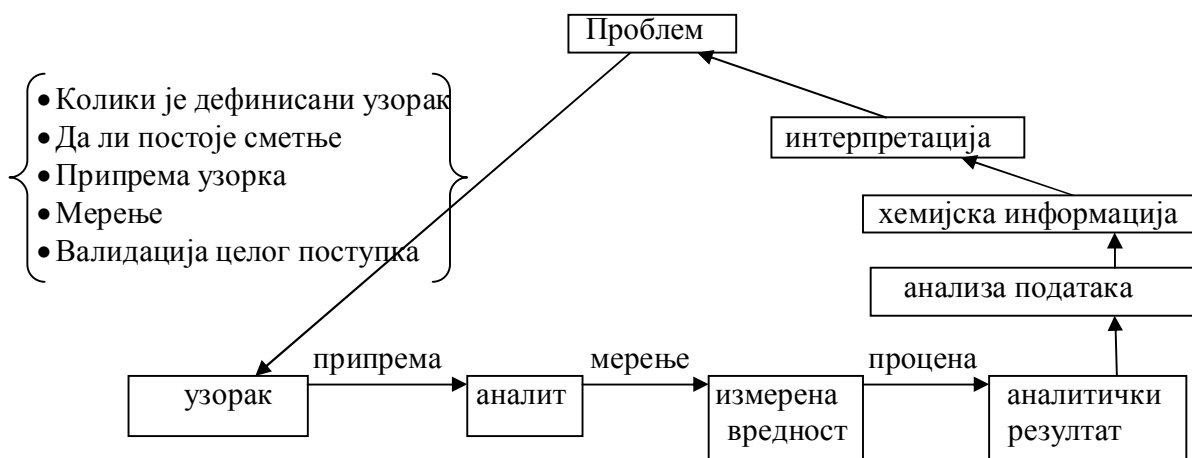 Проблем
• Колики је дефинисани узорак
• Да ли постоје сметње
• Припрема узорка
• Мерење
• Валидација целог поступка
интерпретација
хемијска информација
анализа података
припрема
мерење
процена
узорак
аналит
измерена
вредност
аналитички
резултат